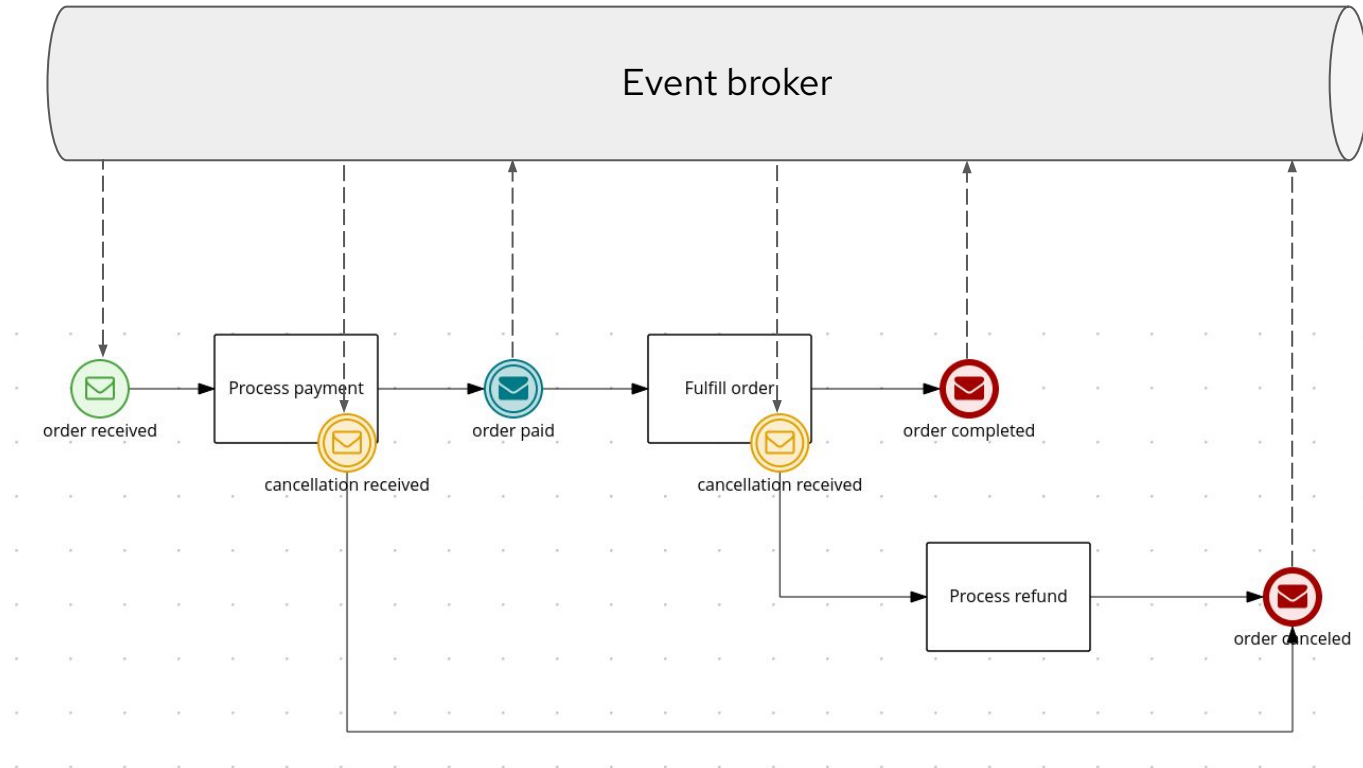 Event broker
order received
Process payment
cancellation received
order paid
Fulfill order
cancellation received
order completed
Process refund
order canceled